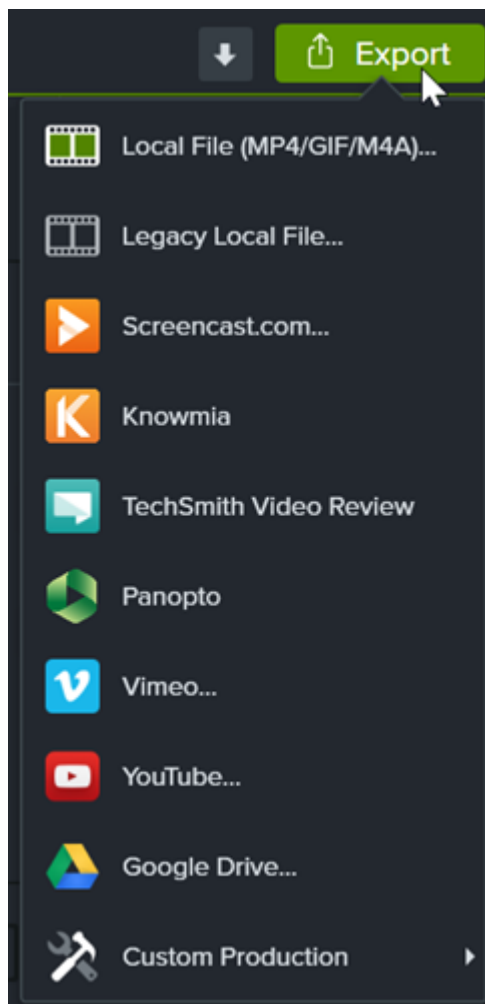 Export
Local File (MP4/GIF/M4A)...
Legacy Local File...
Screencast.com...
Knowmia
TechSmith Video Review
Panopto
Vimeo...
YouTube...
Google Drive...
Custom Production